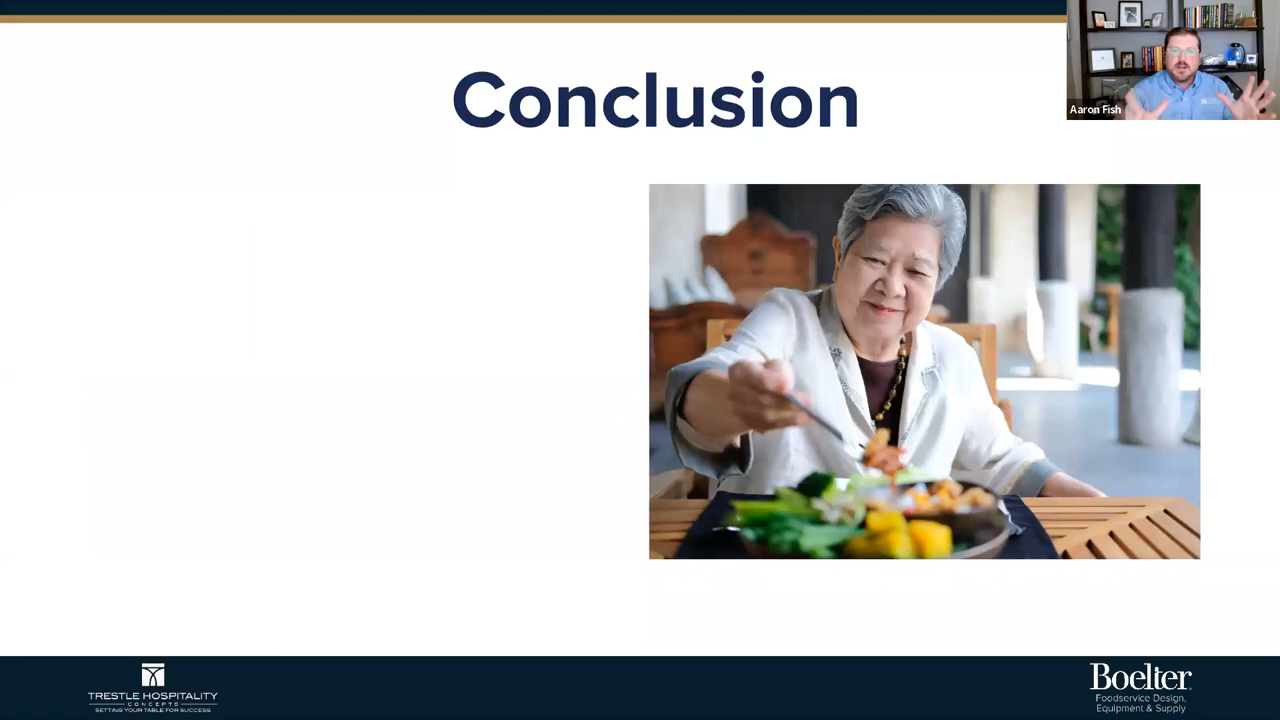 Conclusion
Aaron Fish
TRESTLE HOSPITALITY
CONCEPTS
SETTING YOUR TABLE FOR SUCCESS
Boelter
Foodservice Design,
Equipment & Supply